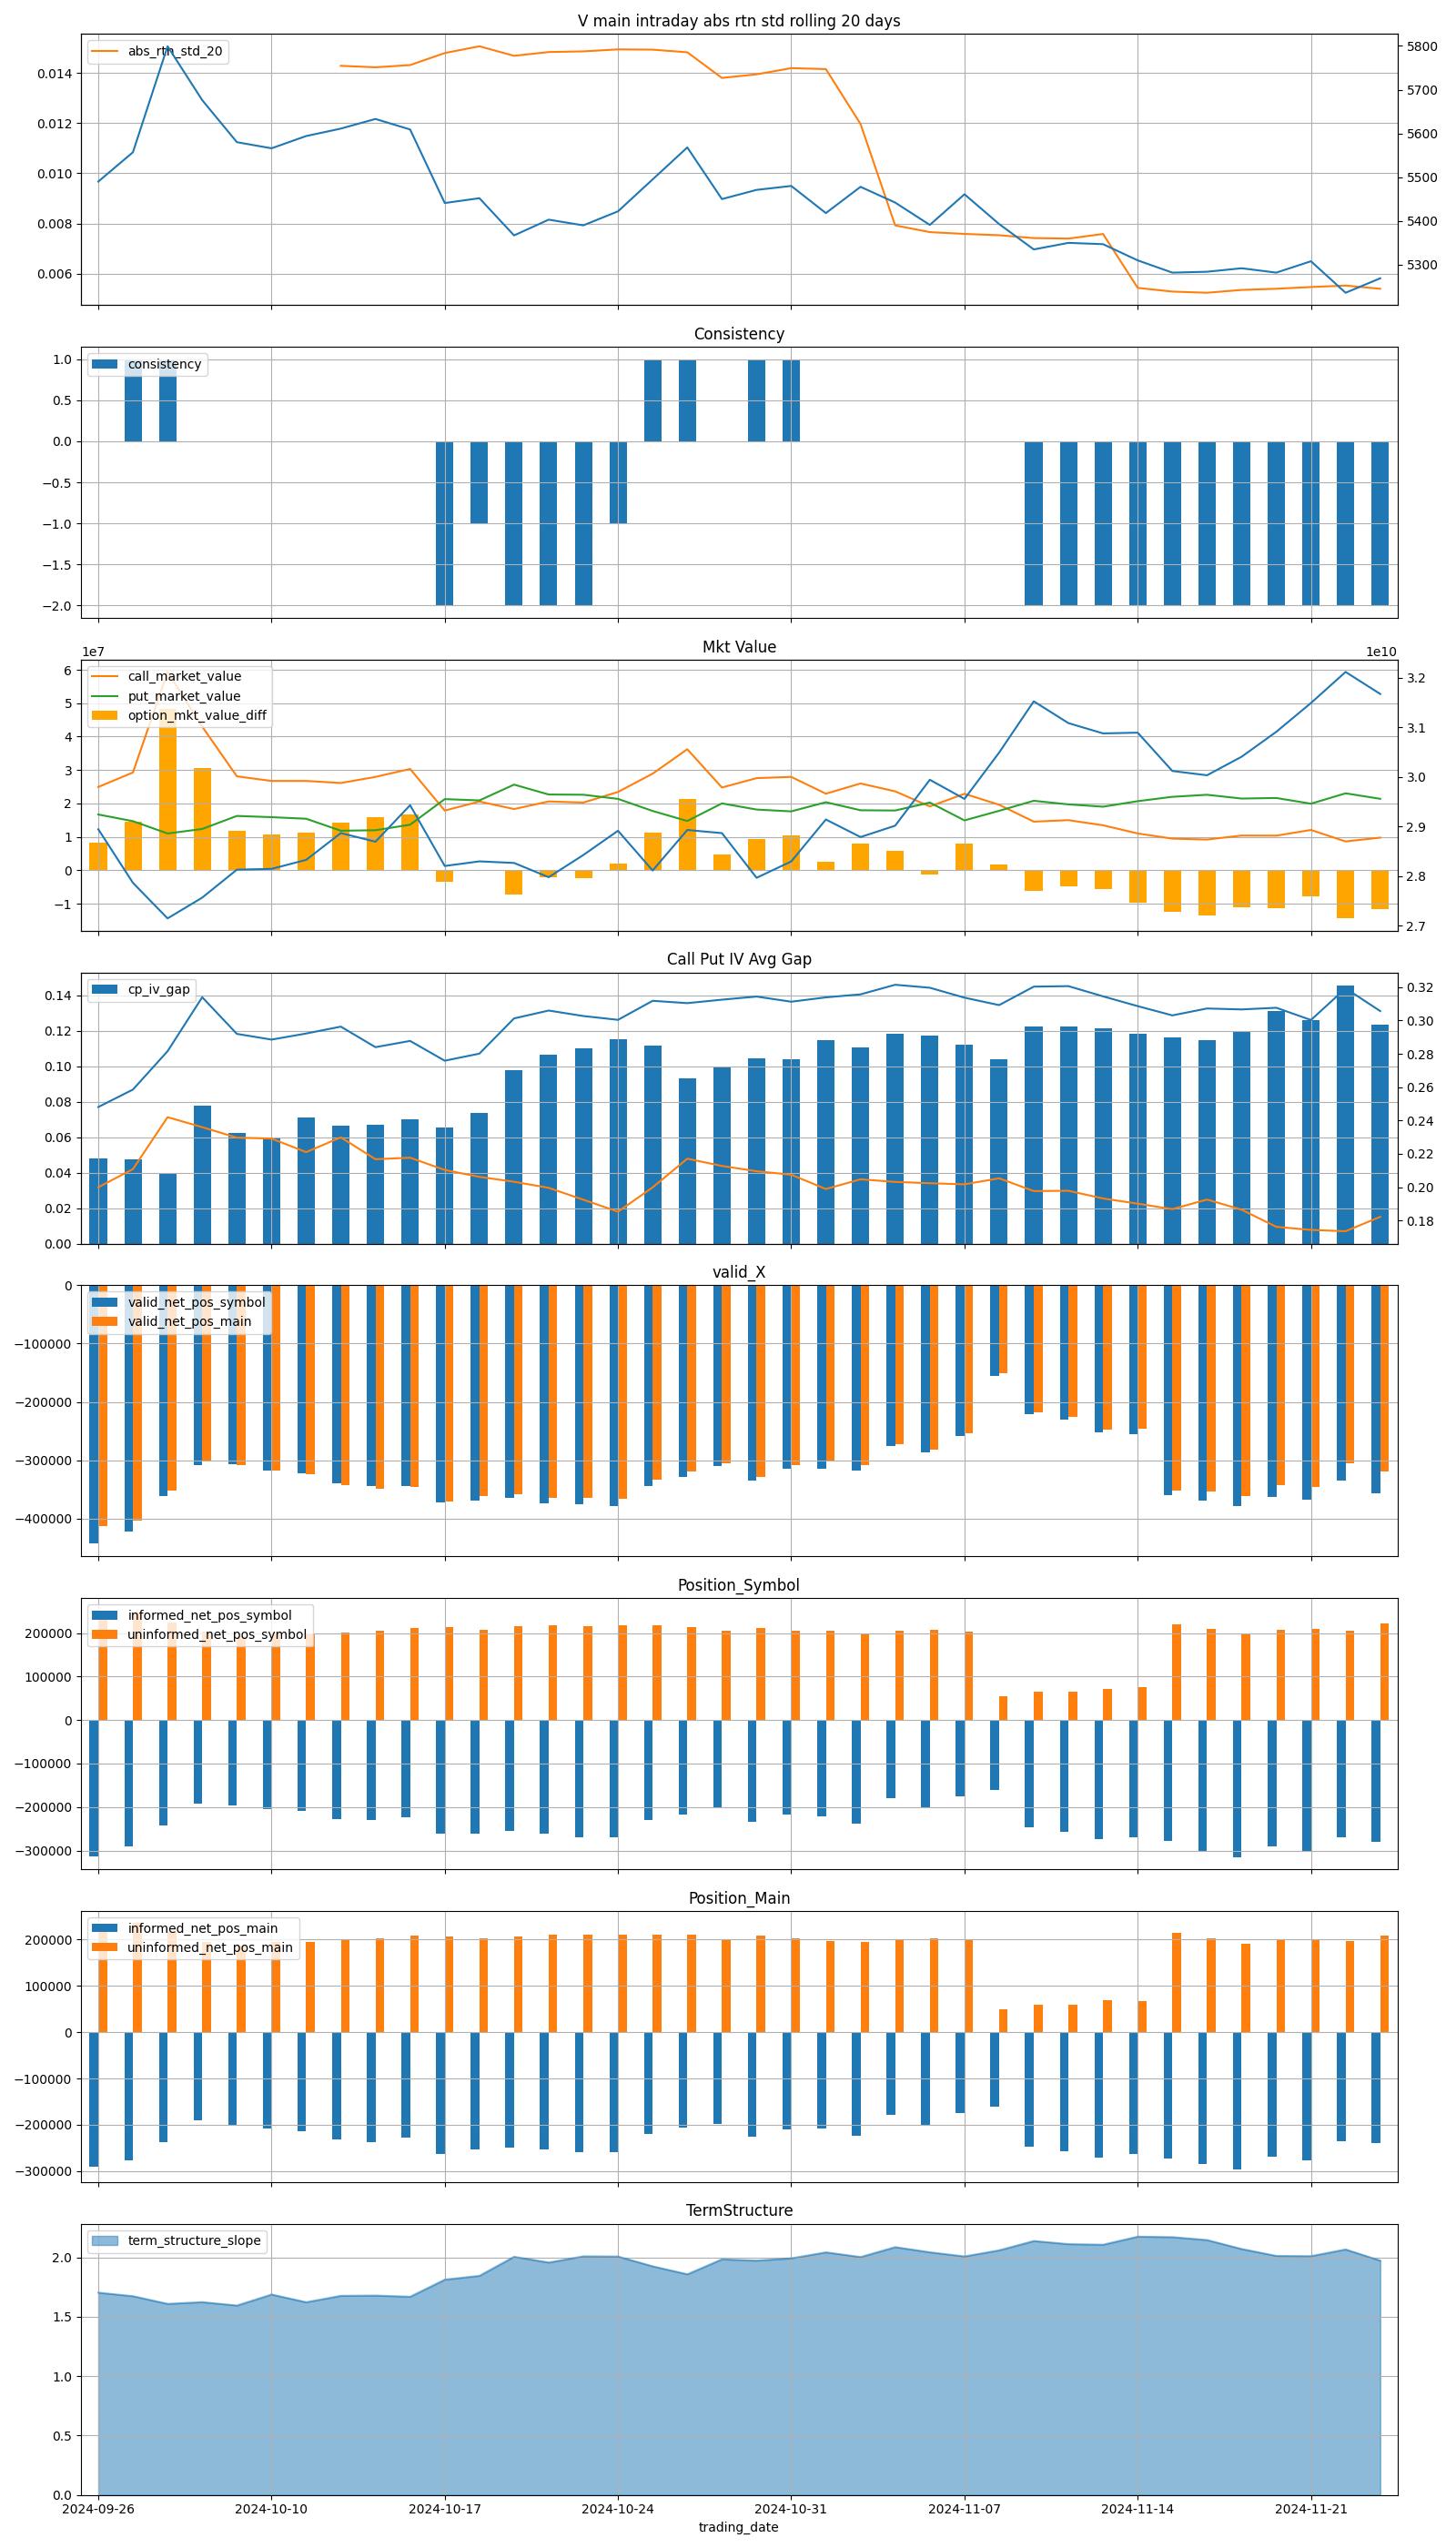 V main intraday abs rtn std rolling 20 days
abs_rtn_std_20
0.014
0.012
0.010
0.008
0.006
5800
5700
5600
5500
5400
5300
Consistency
consistency
1.0
0.5
0.0
−0.5
−1.0
−1.5
−2.0
Mkt Value
1e7
1e10
call_market_value
put_market_value
option_mkt_value_diff
6
5
4
3
2
1
0
−1
3.2
3.1
3.0
2.9
2.8
2.7
Call Put IV Avg Gap
cp_iv_gap
0.14
0.12
0.10
0.08
0.06
0.04
0.02
0.00
0.32
0.30
0.28
0.26
0.24
0.22
0.20
0.18
valid_X
valid_net_pos_symbol
valid_net_pos_main
0
−100000
−200000
−300000
−400000
Position_Symbol
informed_net_pos_symbol
uninformed_net_pos_symbol
200000
100000
0
−100000
−200000
−300000
Position_Main
informed_net_pos_main
uninformed_net_pos_main
200000
100000
0
−100000
−200000
−300000
TermStructure
term_structure_slope
2.0
1.5
1.0
0.5
0.0
2024-09-26 2024-10-10 2024-10-17 2024-10-24 2024-10-31 2024-11-07 2024-11-14 2024-11-21
trading_date